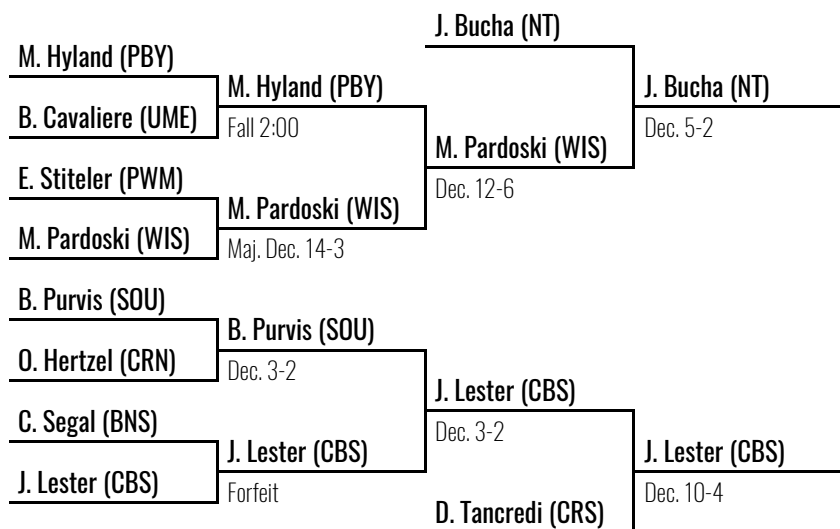 M. Hyland (PBY)
B. Cavaliere (UME)
E. Stiteler (PWM)
M. Pardoski (WIS)
B. Purvis (SOU)
O. Hertzel (CRN)
C. Segal (BNS)
J. Lester (CBS)
M. Hyland (PBY)
Fall 2:00
M. Pardoski (WIS)
Maj. Dec. 14-3
B. Purvis (SOU)
Dec. 3-2
J. Lester (CBS)
Forfeit
J. Bucha (NT)
M. Pardoski (WIS)
Dec. 12-6
J. Lester (CBS)
Dec. 3-2
D. Tancredi (CRS)
J. Bucha (NT)
Dec. 5-2
J. Lester (CBS)
Dec. 10-4